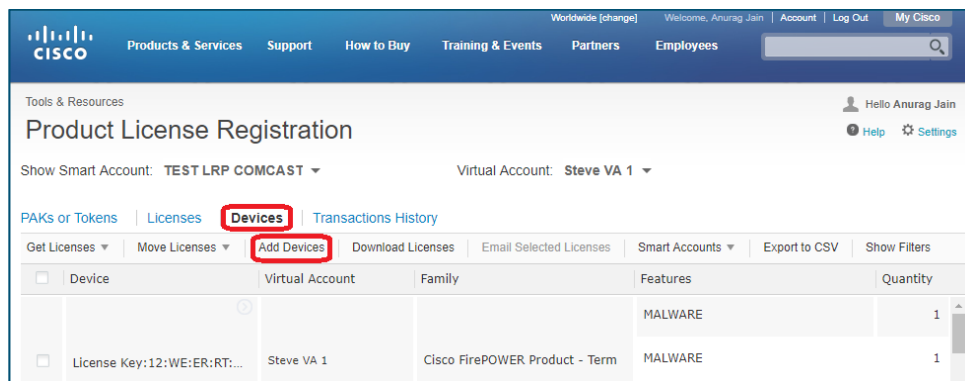 Worldwide [change] Welcome, Anurag Jain | Account | Log Out My Cisco
CISCO Products & Services Support How to Buy Training & Events Partners Employees
Tools & Resources
Hello Anurag Jain
Product License Registration
Help Settings
Show Smart Account: TEST LRP COMCAST Virtual Account: Steve VA 1
PAKs or Tokens | Licenses | Devices | Transactions History
Get Licenses | Move Licenses | Add Devices | Download Licenses | Email Selected Licenses | Smart Accounts | Export to CSV | Show Filters
Device Virtual Account Family Features Quantity
MALWARE 1
License Key:12:WE:ER:RT:... Steve VA 1 Cisco FirePOWER Product - Term MALWARE 1